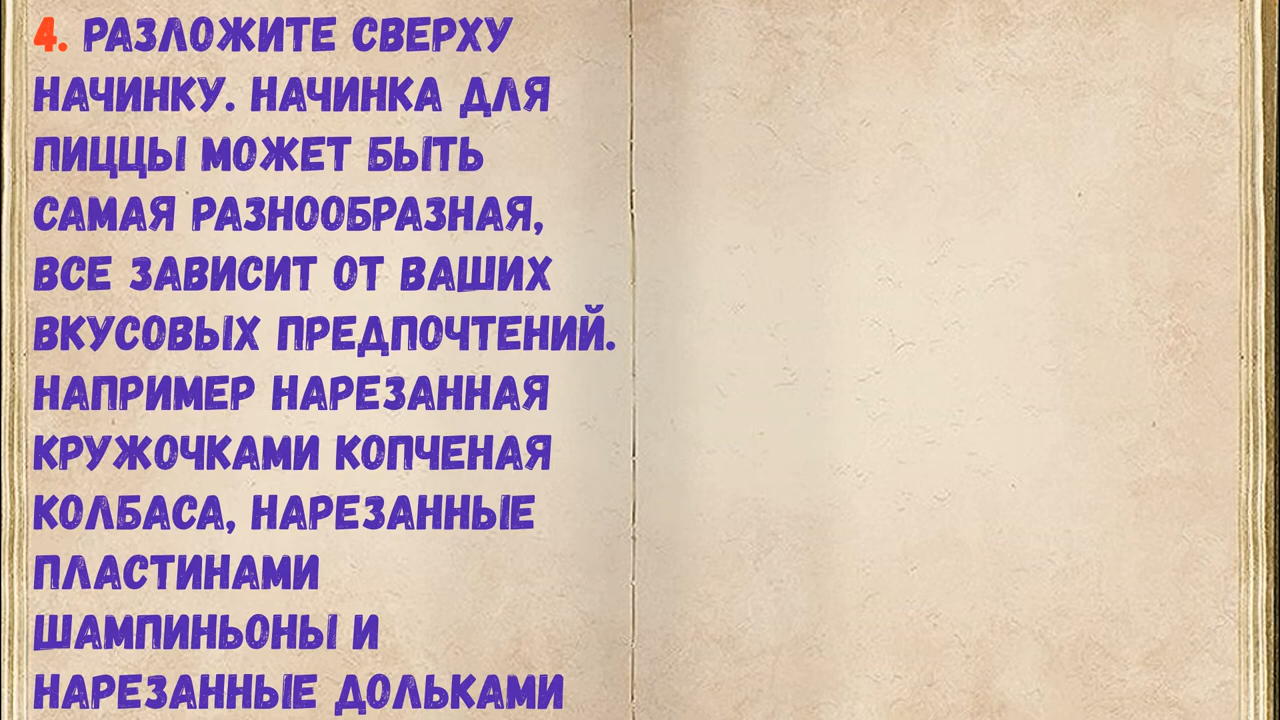 4. РАЗЛОЖИТЕ СВЕРХУ
НАЧИНКУ. НАЧИНКА ДЛЯ
ПИЦЦЫ МОЖЕТ БЫТЬ
САМАЯ РАЗНООБРАЗНАЯ,
ВСЕ ЗАВИСИТ ОТ ВАШИХ
ВКУСОВЫХ ПРЕДПОЧТЕНИЙ.
НАПРИМЕР НАРЕЗАННАЯ
КРУЖОЧКАМИ КОПЧЕНАЯ
КОЛБАСА, НАРЕЗАННЫЕ
ПЛАСТИНАМИ
ШАМПИНЬОНЫ И
НАРЕЗАННЫЕ ДОЛЬКАМИ